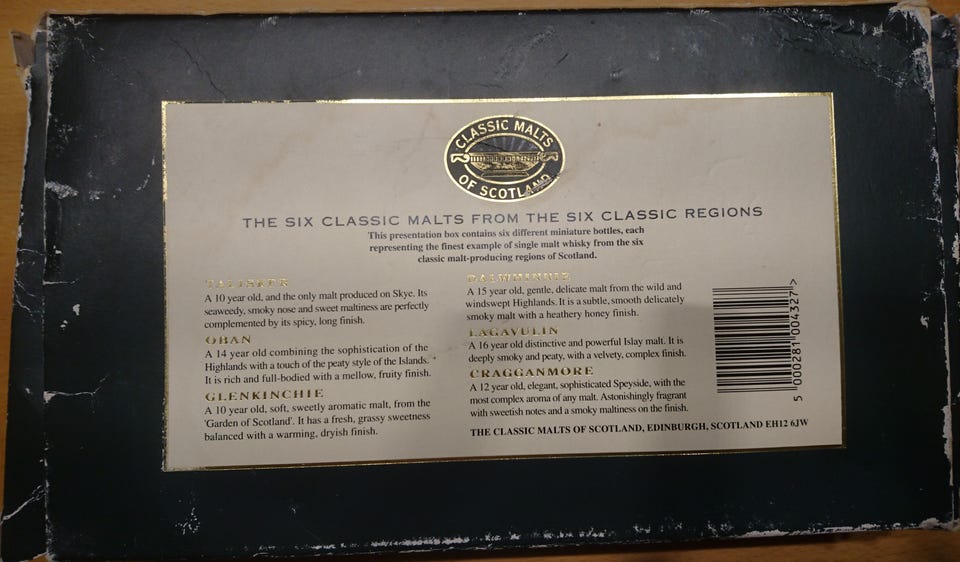 CLASSIC MALTS
OF SCOTLAND
THE SIX CLASSIC MALTS FROM THE SIX CLASSIC REGIONS
This presentation box contains six different miniature bottles, each
representing the finest example of single malt whisky from the six
classic malt-producing regions of Scotland.
TALISKER
A 10 year old, and the only malt produced on Skye. Its
seaweedy, smoky nose and sweet maltiness are perfectly
complemented by its spicy, long finish.
OBAN
A 14 year old combining the sophistication of the
Highlands with a touch of the peaty style of the Islands.
It is rich and full-bodied with a mellow, fruity finish.
GLENKINCHIE
A 10 year old, soft, sweetly aromatic malt, from the
'Garden of Scotland'. It has a fresh, grassy sweetness
balanced with a warming, dryish finish.
DALWHINNIE
A 15 year old, gentle, delicate malt from the wild and
windswept Highlands. It is a subtle, smooth delicately
smoky malt with a heathery honey finish.
LAGAVULIN
A 16 year old distinctive and powerful Islay malt. It is
deeply smoky and peaty, with a velvety, complex finish.
CRAGGANMORE
A 12 year old, elegant, sophisticated Speyside, with the
most complex aroma of any malt. Astonishingly fragrant
with sweetish notes and a smoky maltiness on the finish.
THE CLASSIC MALTS OF SCOTLAND, EDINBURGH, SCOTLAND EH12 6JW
5 000281 004327 >